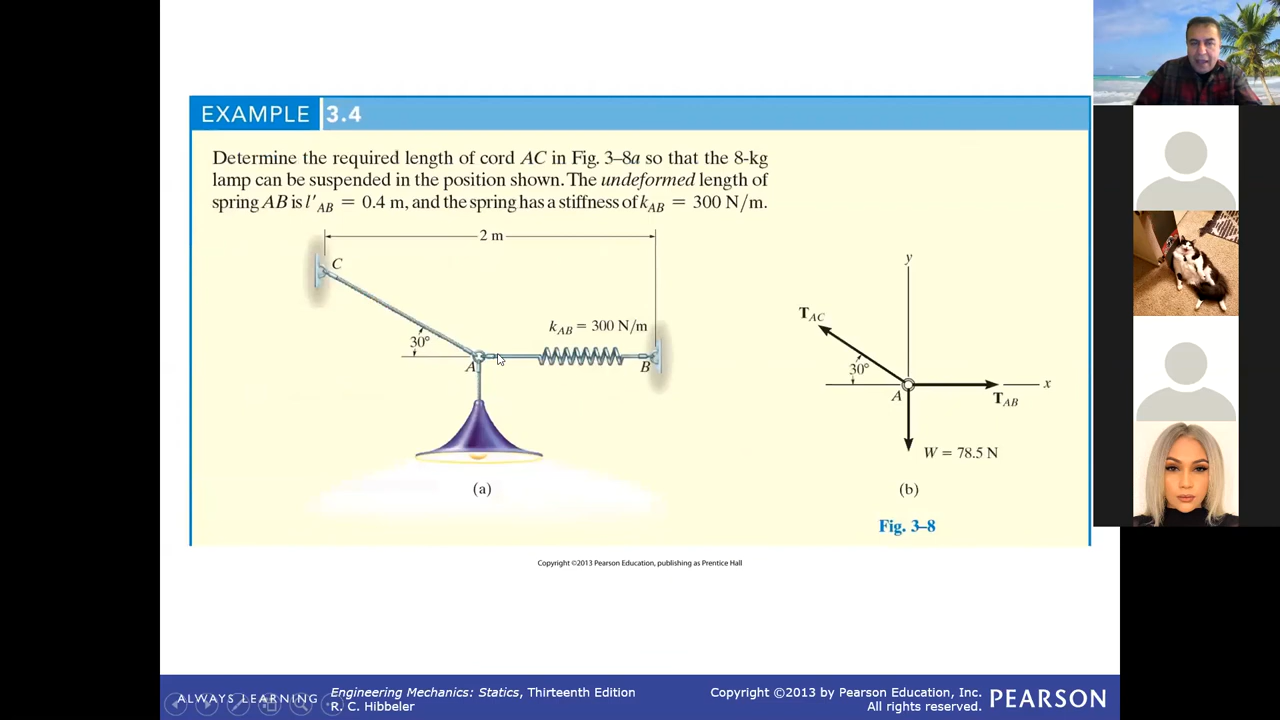 EXAMPLE 3.4
Determine the required length of cord AC in Fig. 3–8a so that the 8-kg
lamp can be suspended in the position shown. The undeformed length of
spring AB is l′AB = 0.4 m, and the spring has a stiffness of kAB = 300 N/m.
2 m
C
kAB = 300 N/m
30°
A
B
(a)
y
TAC
30°
A
x
TAB
W = 78.5 N
(b)
Fig. 3–8
Copyright ©2013 Pearson Education, publishing as Prentice Hall
ALWAYS LEARNING
Engineering Mechanics: Statics, Thirteenth Edition
R. C. Hibbeler
Copyright ©2013 by Pearson Education, Inc.
All rights reserved.
PEARSON